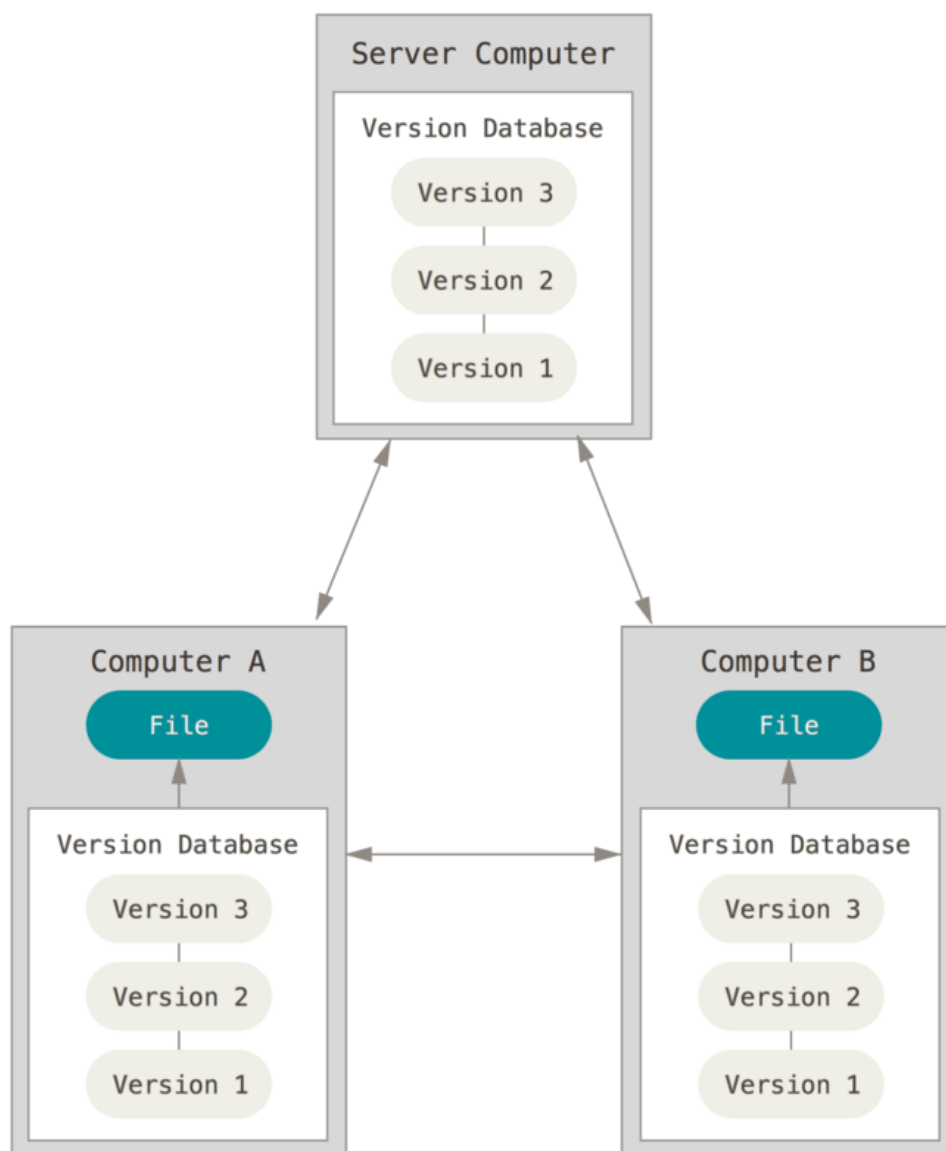 Server Computer
Version Database
Version 3
Version 2
Version 1
Computer A
File
Version Database
Version 3
Version 2
Version 1
Computer B
File
Version Database
Version 3
Version 2
Version 1